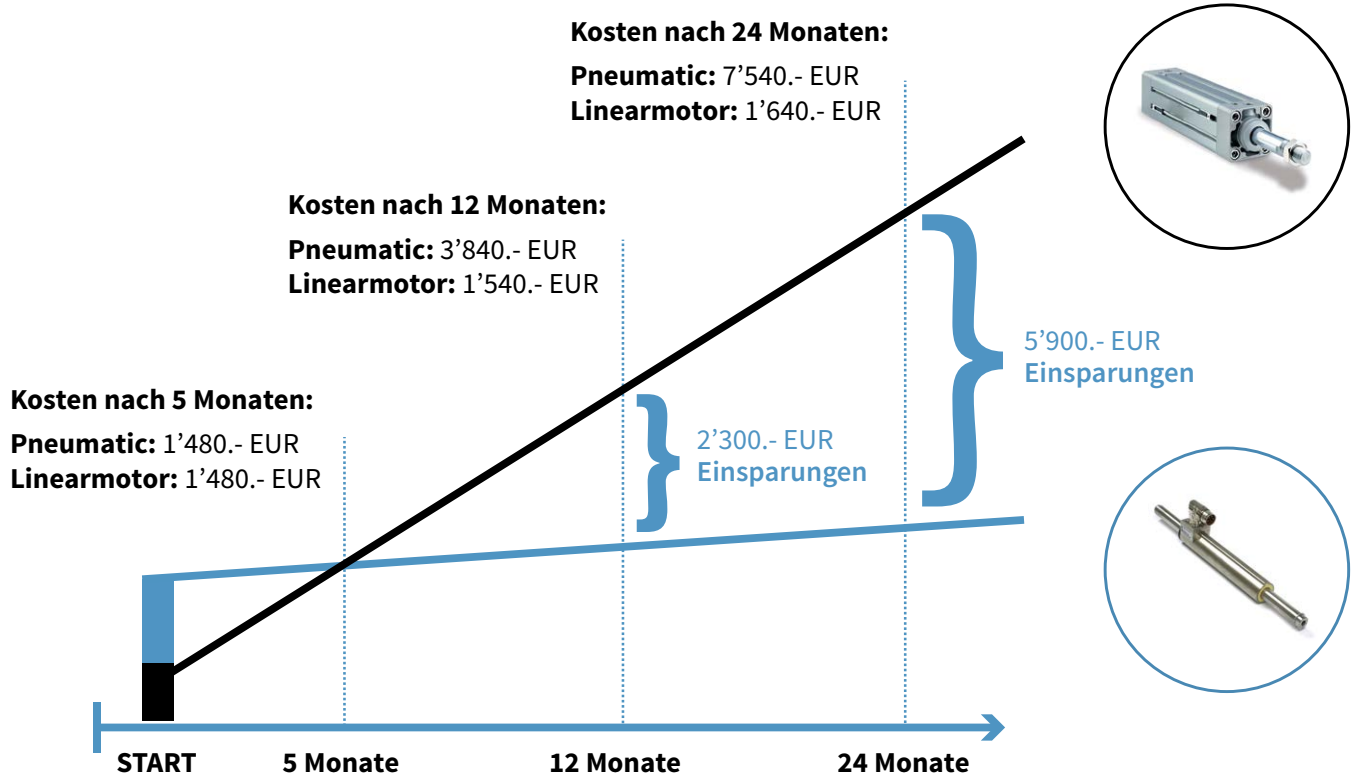 Kosten nach 24 Monaten:
Pneumatic: 7’540.- EUR
Linearmotor: 1’640.- EUR
Kosten nach 12 Monaten:
Pneumatic: 3’840.- EUR
Linearmotor: 1’540.- EUR
5’900.- EUR
Einsparungen
Kosten nach 5 Monaten:
Pneumatic: 1’480.- EUR
Linearmotor: 1’480.- EUR
2’300.- EUR
Einsparungen
START 5 Monate 12 Monate 24 Monate